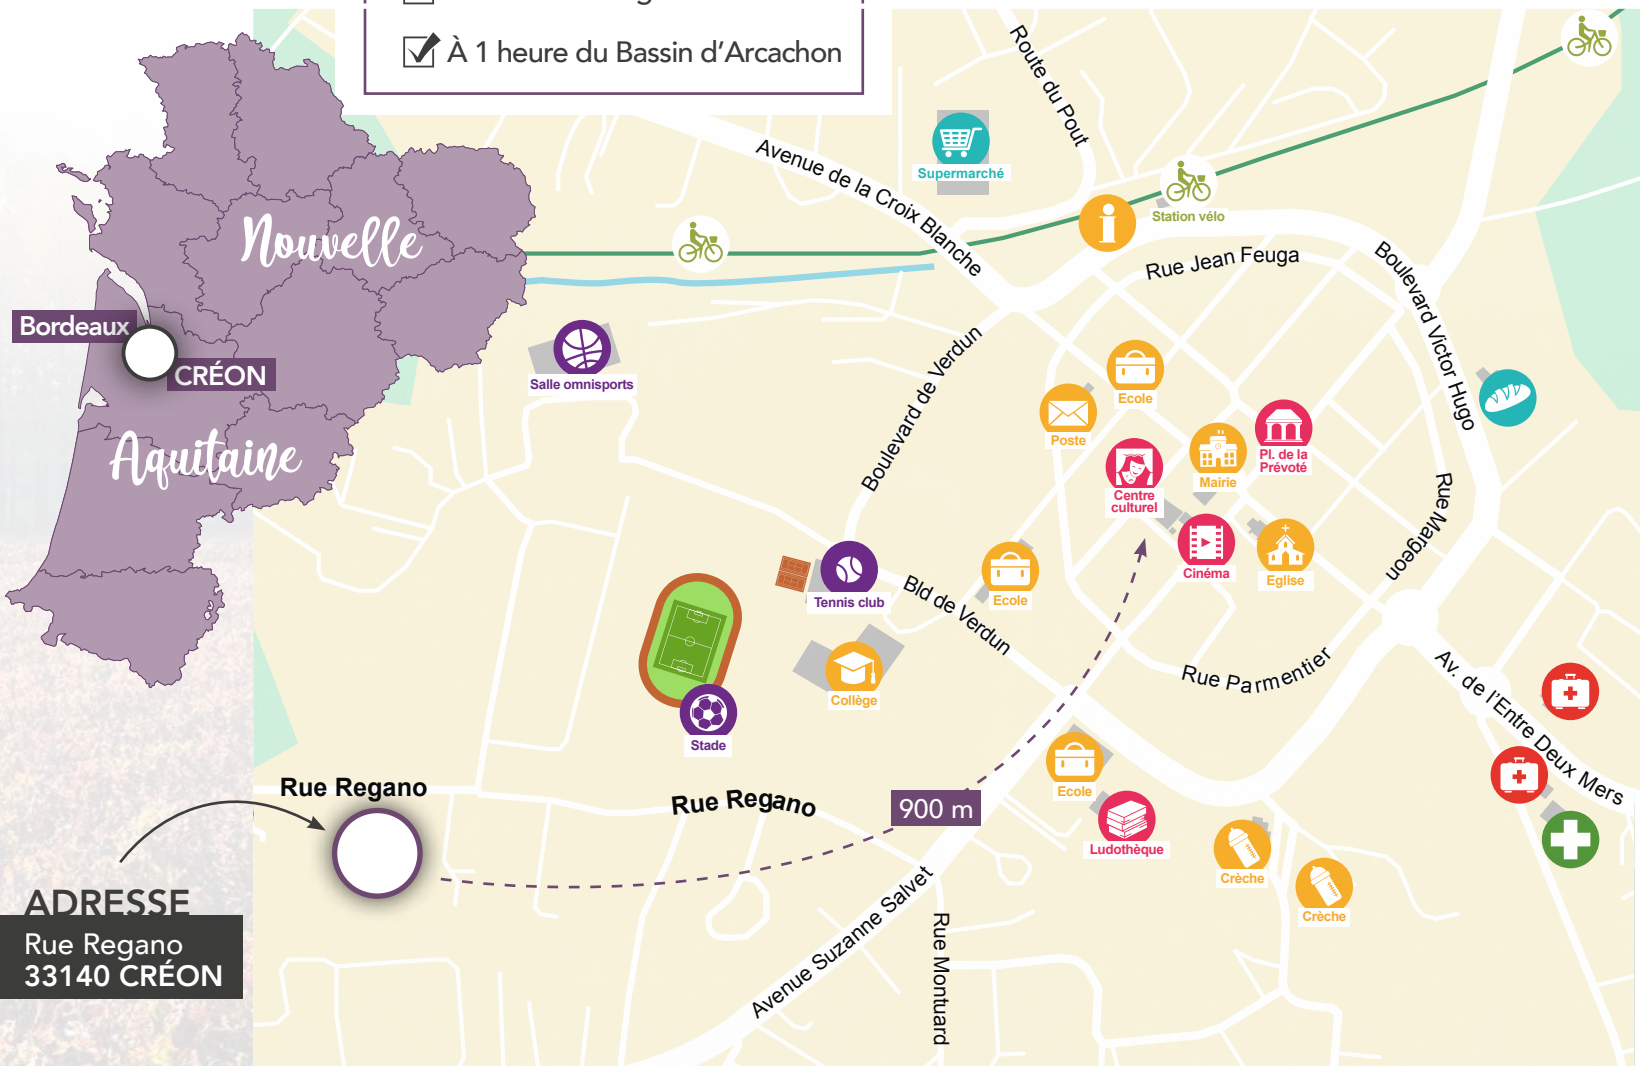 À 1 heure du Bassin d'Arcachon
Nouvelle
Aquitaine
Bordeaux
CRÉON
Route du Pout
Avenue de la Croix Blanche
Supermarché
Station vélo
Rue Jean Feuga
Boulevard Victor Hugo
Salle omnisports
Boulevard de Verdun
Ecole
Poste
Pl. de la
Prévoté
Mairie
Centre
culturel
Cinéma
Eglise
Rue Margeon
Ecole
Tennis club
Bld de Verdun
Rue Parmentier
Collège
Stade
Av. de l'Entre Deux Mers
Rue Regano
Rue Regano
900 m
Ecole
Ludothèque
Crèche
Crèche
Avenue Suzanne Salvet
Rue Montuard
ADRESSE
Rue Regano
33140 CRÉON